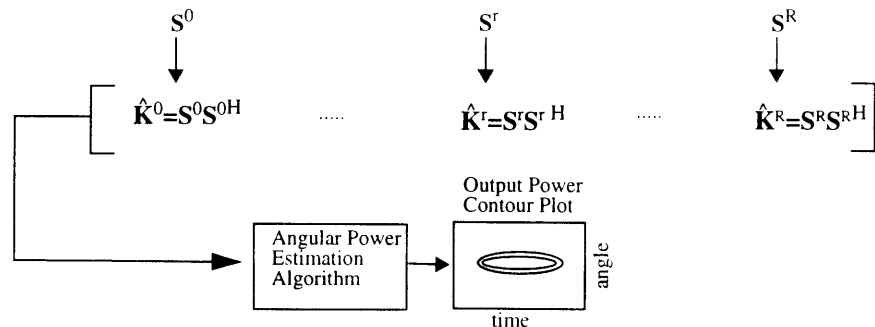 S⁰ Sʳ Sᴿ
K̂⁰=S⁰S⁰ᴴ ..... K̂ʳ=SʳSʳ ᴴ ..... K̂ᴿ=SᴿSᴿᴴ
Output Power
Contour Plot
Angular Power
Estimation
Algorithm
angle
time